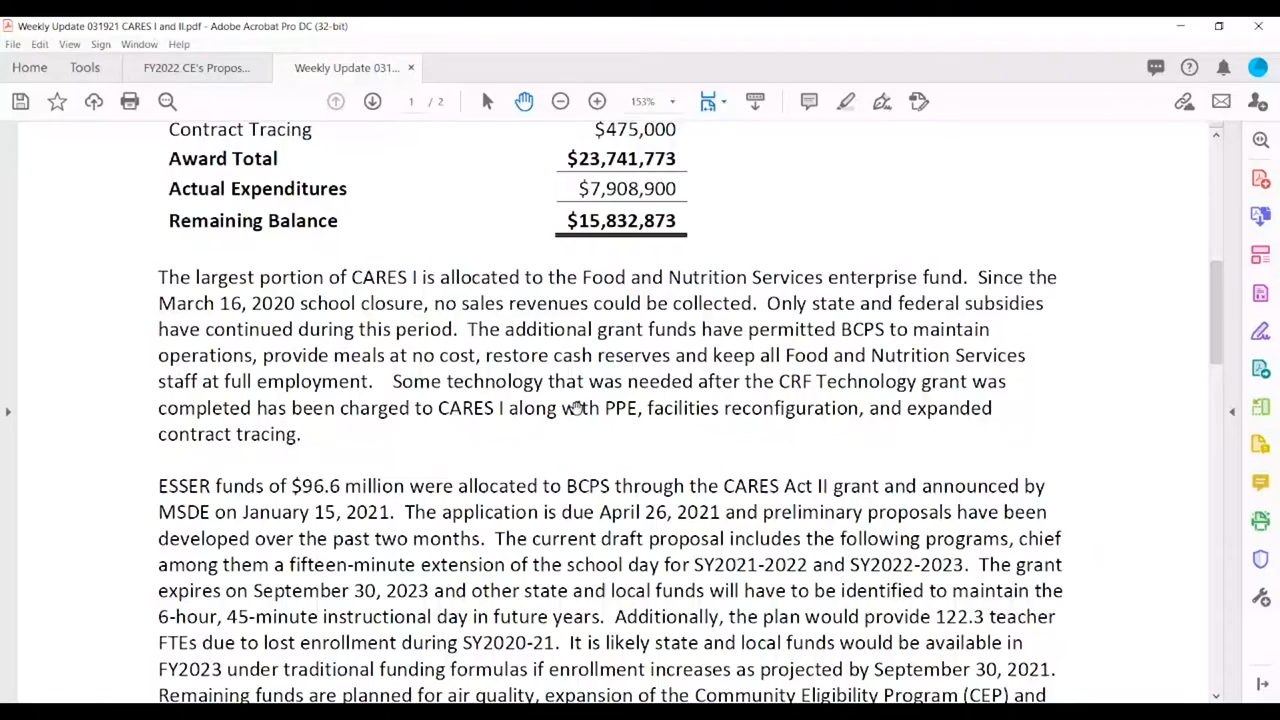 Weekly Update 031921 CARES I and II.pdf - Adobe Acrobat Pro DC (32-bit)
File Edit View Sign Window Help
Home Tools FY2022 CE's Propos... Weekly Update 031... ×
1 / 2 153%
Contract Tracing $475,000
Award Total $23,741,773
Actual Expenditures $7,908,900
Remaining Balance $15,832,873
The largest portion of CARES I is allocated to the Food and Nutrition Services enterprise fund. Since the
March 16, 2020 school closure, no sales revenues could be collected. Only state and federal subsidies
have continued during this period. The additional grant funds have permitted BCPS to maintain
operations, provide meals at no cost, restore cash reserves and keep all Food and Nutrition Services
staff at full employment. Some technology that was needed after the CRF Technology grant was
completed has been charged to CARES I along with PPE, facilities reconfiguration, and expanded
contract tracing.
ESSER funds of $96.6 million were allocated to BCPS through the CARES Act II grant and announced by
MSDE on January 15, 2021. The application is due April 26, 2021 and preliminary proposals have been
developed over the past two months. The current draft proposal includes the following programs, chief
among them a fifteen-minute extension of the school day for SY2021-2022 and SY2022-2023. The grant
expires on September 30, 2023 and other state and local funds will have to be identified to maintain the
6-hour, 45-minute instructional day in future years. Additionally, the plan would provide 122.3 teacher
FTEs due to lost enrollment during SY2020-21. It is likely state and local funds would be available in
FY2023 under traditional funding formulas if enrollment increases as projected by September 30, 2021.
Remaining funds are planned for air quality, expansion of the Community Eligibility Program (CEP) and